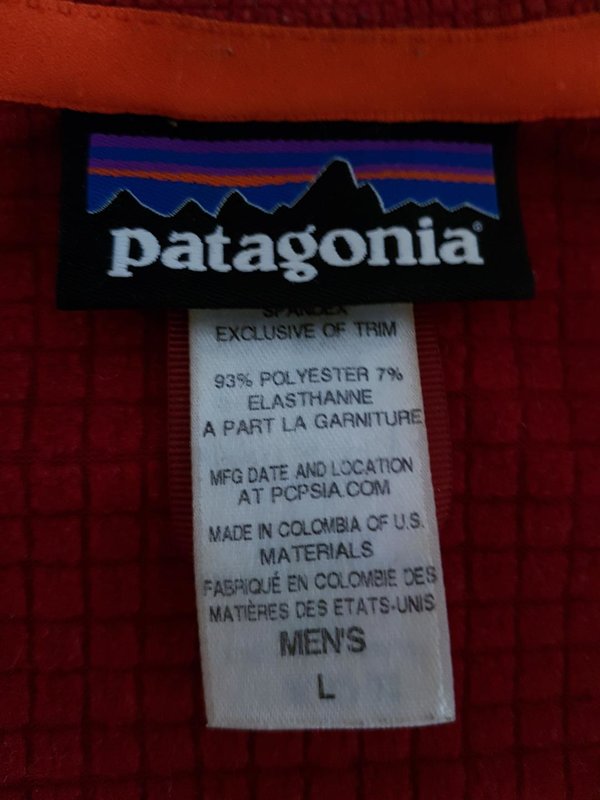 patagonia®
SPANDEX
EXCLUSIVE OF TRIM
93% POLYESTER 7%
ELASTHANNE
A PART LA GARNITURE
MFG DATE AND LOCATION
AT PCPSIA.COM
MADE IN COLOMBIA OF U.S.
MATERIALS
FABRIQUÉ EN COLOMBIE DES
MATIÈRES DES ETATS-UNIS
MEN'S
L